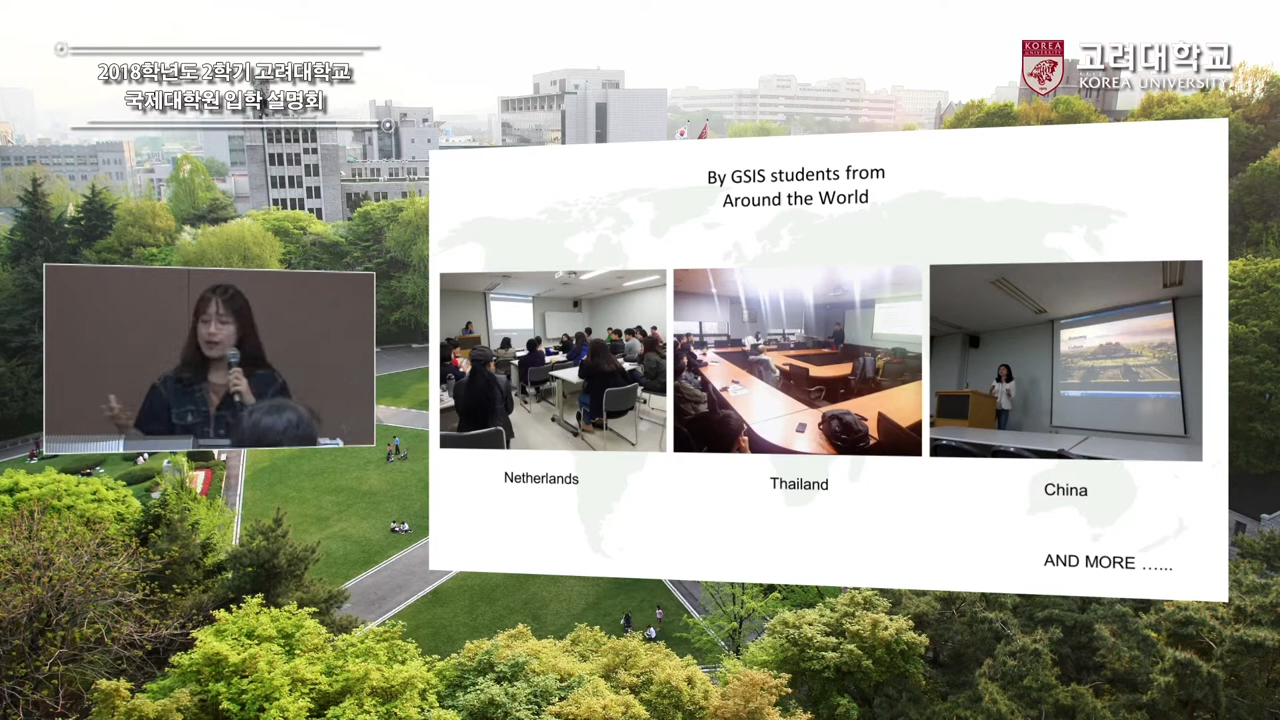 2018학년도 2학기 고려대학교
국제대학원 입학 설명회
KOREA
UNIVERSITY
고려대학교
KOREA UNIVERSITY
By GSIS students from
Around the World
Netherlands
Thailand
China
AND MORE …...